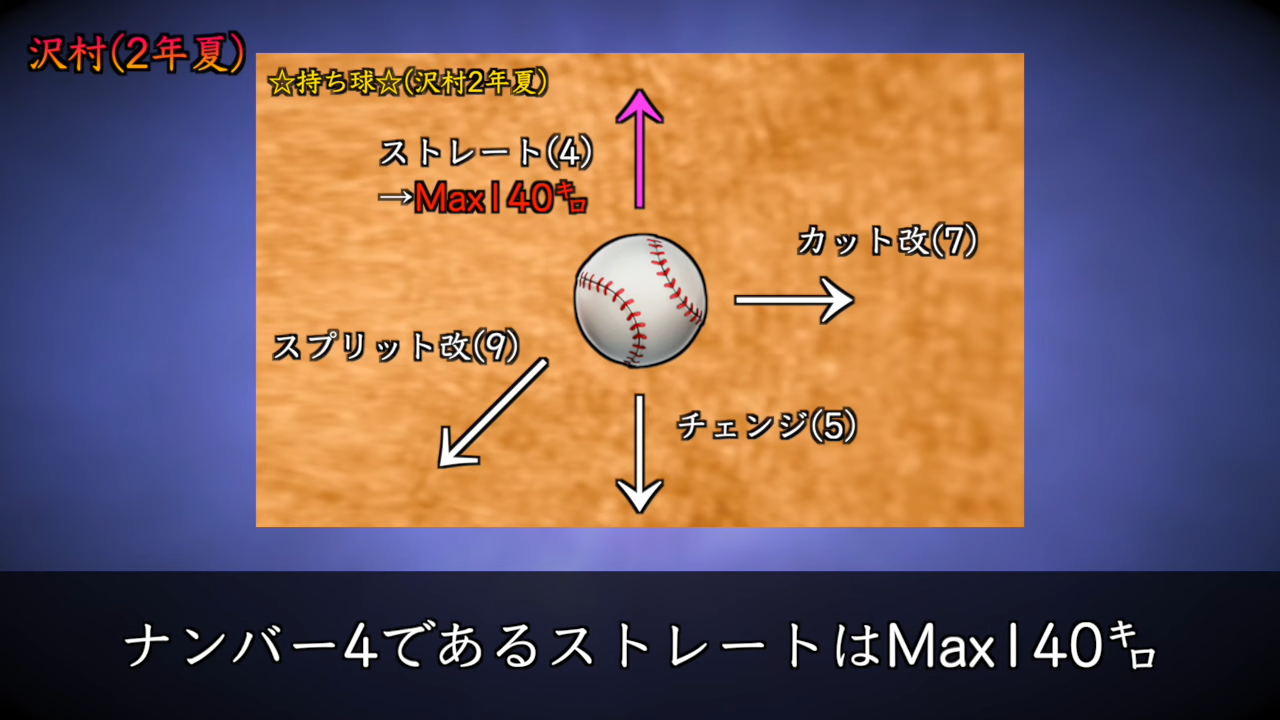 沢村(2年夏)
☆持ち球☆(沢村2年夏)
ストレート(4)
→Max140㌔
カット改(7)
スプリット改(9)
チェンジ(5)
ナンバー4であるストレートはMax140㌔